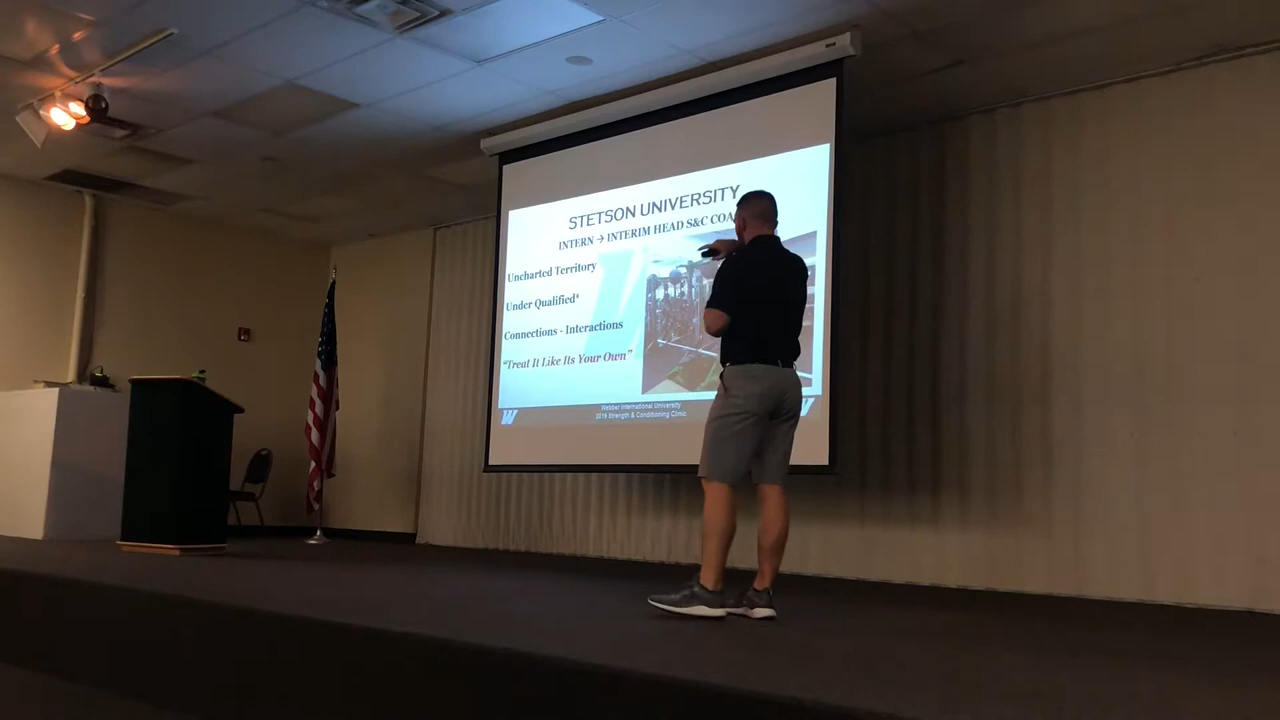 STETSON UNIVERSITY
INTERN → INTERIM HEAD S&C COA
Uncharted Territory
Under Qualified*
Connections - Interactions
"Treat It Like Its Your Own"
Webber International University
2019 Strength & Conditioning Clinic
W